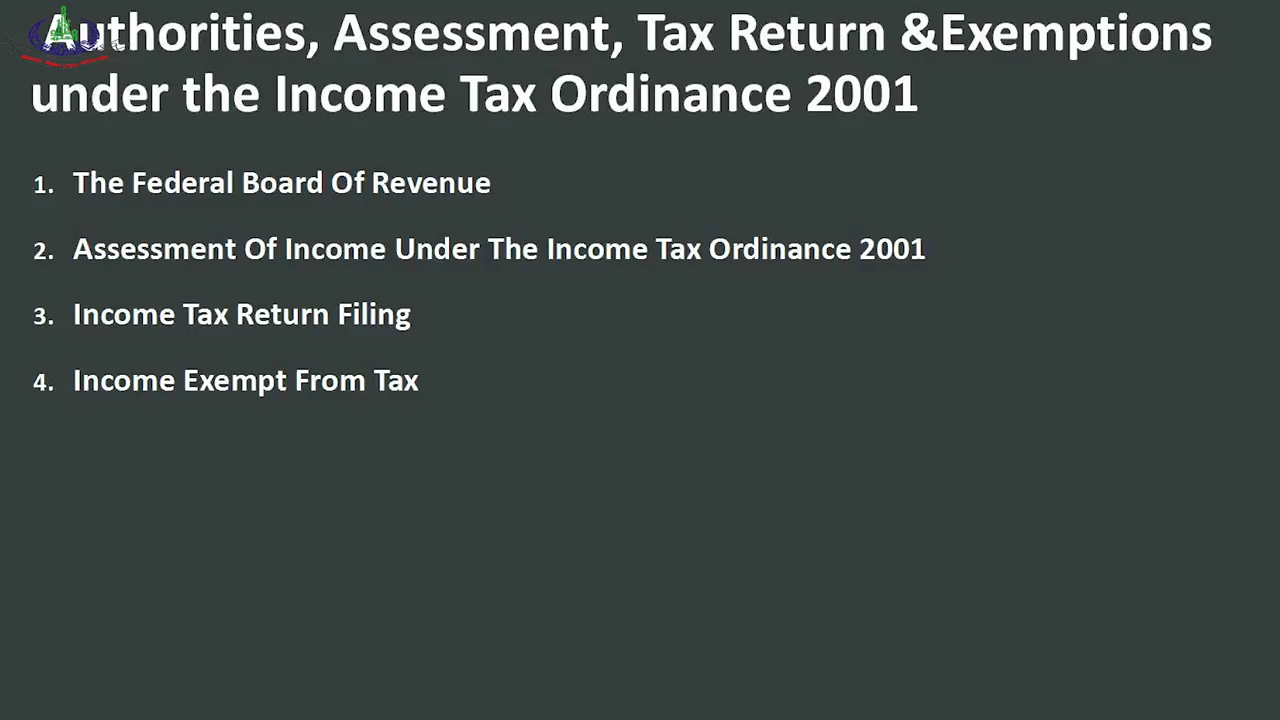 Authorities, Assessment, Tax Return &Exemptions
under the Income Tax Ordinance 2001
1. The Federal Board Of Revenue
2. Assessment Of Income Under The Income Tax Ordinance 2001
3. Income Tax Return Filing
4. Income Exempt From Tax